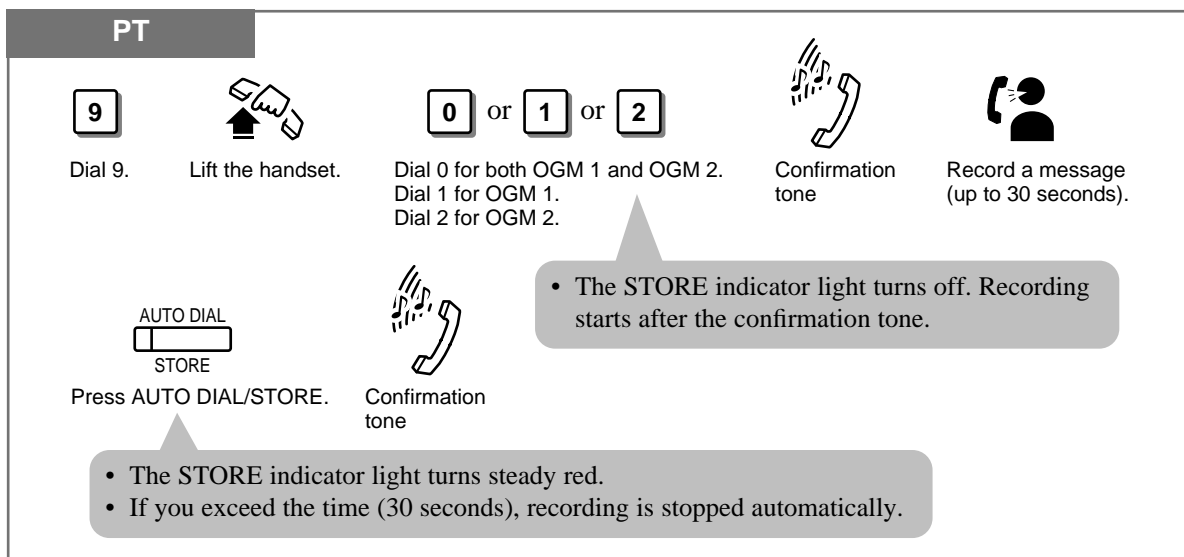 PT
9
0 or 1 or 2
Dial 9.
Lift the handset.
Dial 0 for both OGM 1 and OGM 2.
Dial 1 for OGM 1.
Dial 2 for OGM 2.
Confirmation
tone
Record a message
(up to 30 seconds).
• The STORE indicator light turns off. Recording
starts after the confirmation tone.
AUTO DIAL
STORE
Press AUTO DIAL/STORE.
Confirmation
tone
• The STORE indicator light turns steady red.
• If you exceed the time (30 seconds), recording is stopped automatically.